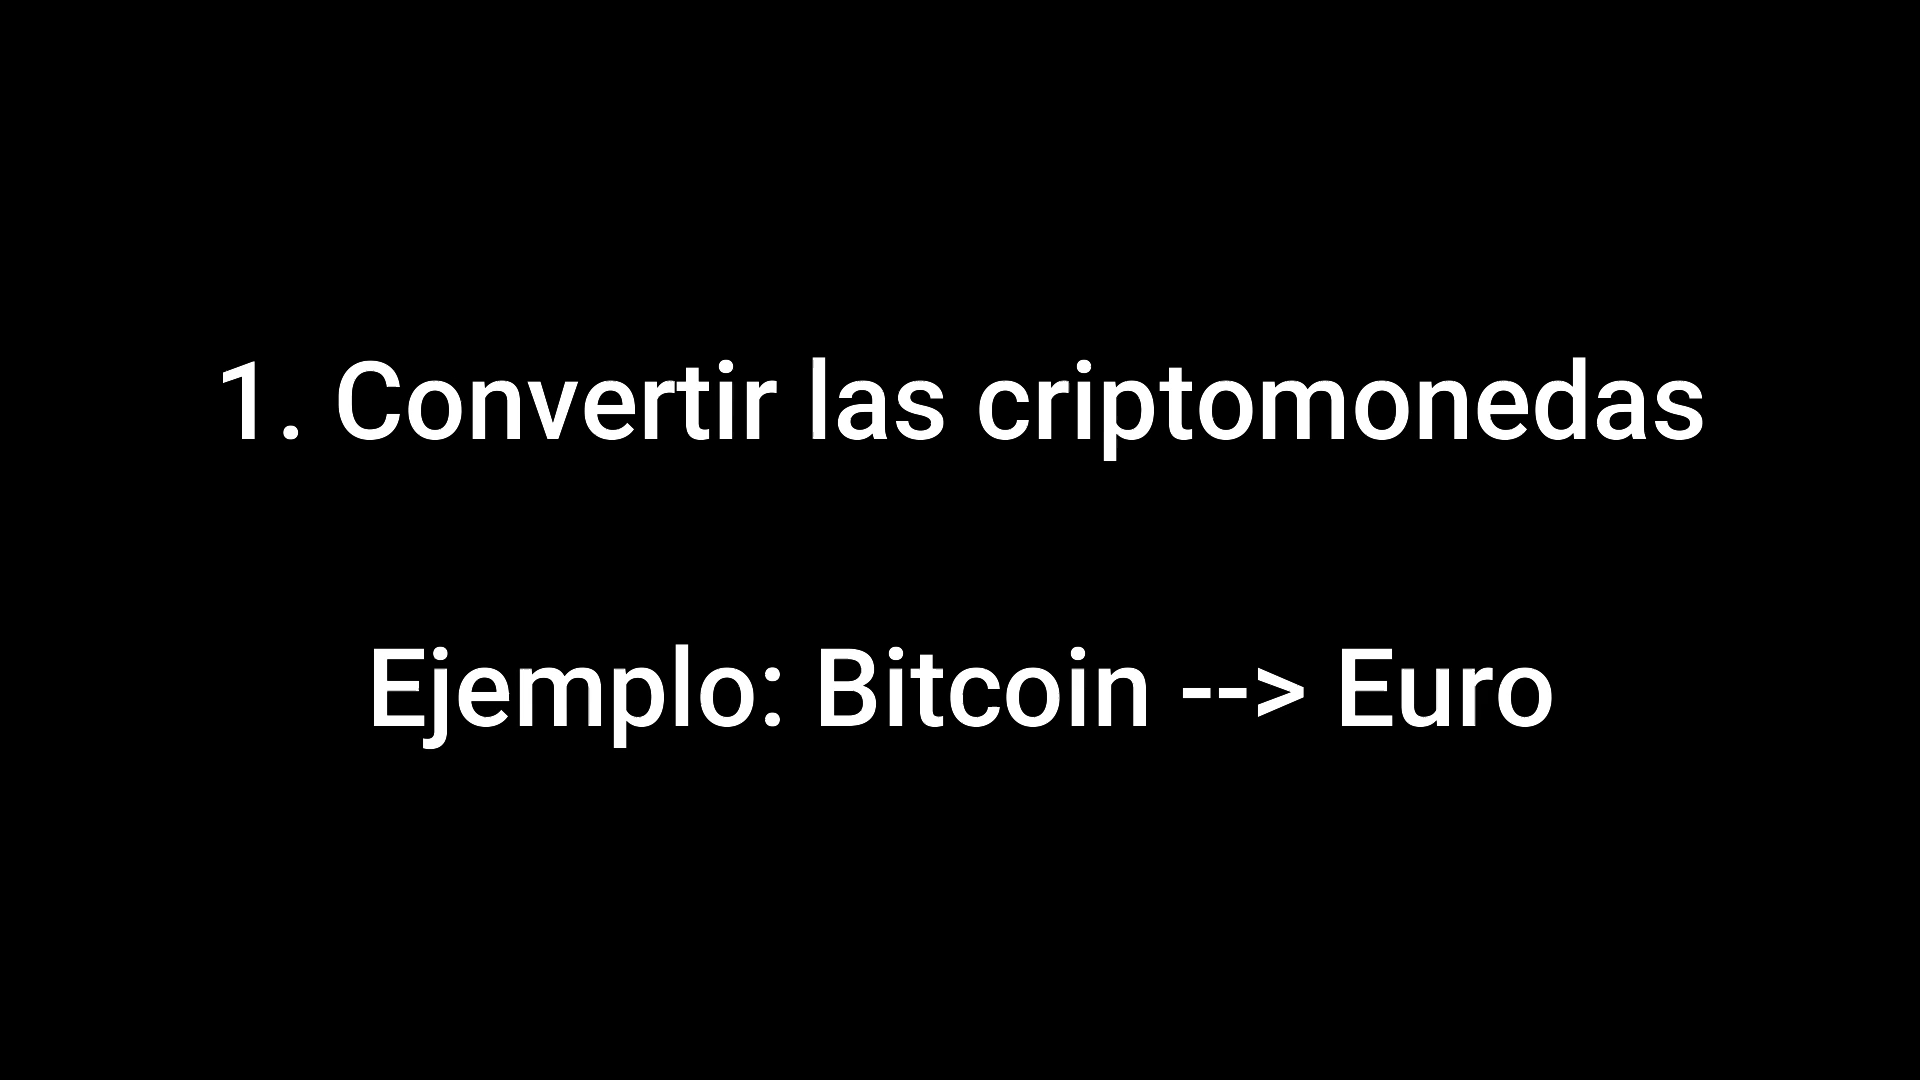 1. Convertir las criptomonedas
Ejemplo: Bitcoin --> Euro